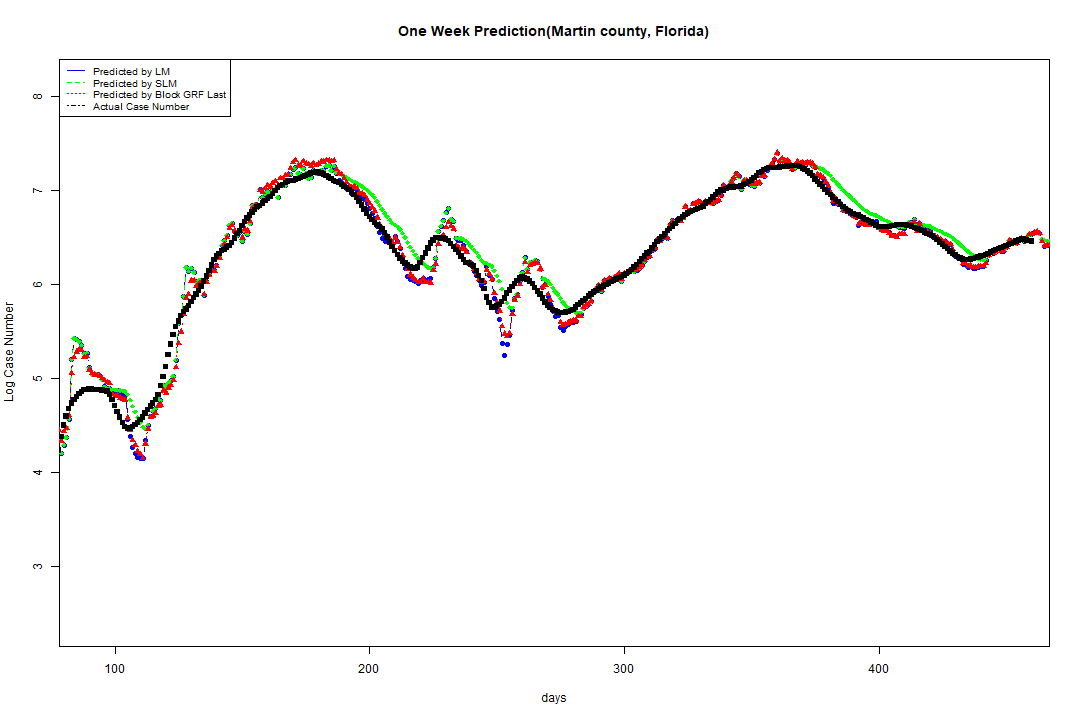 One Week Prediction(Martin county, Florida)
Predicted by LM
Predicted by SLM
Predicted by Block GRF Last
Actual Case Number
8
7
6
5
4
3
Log Case Number
100 200 300 400
days